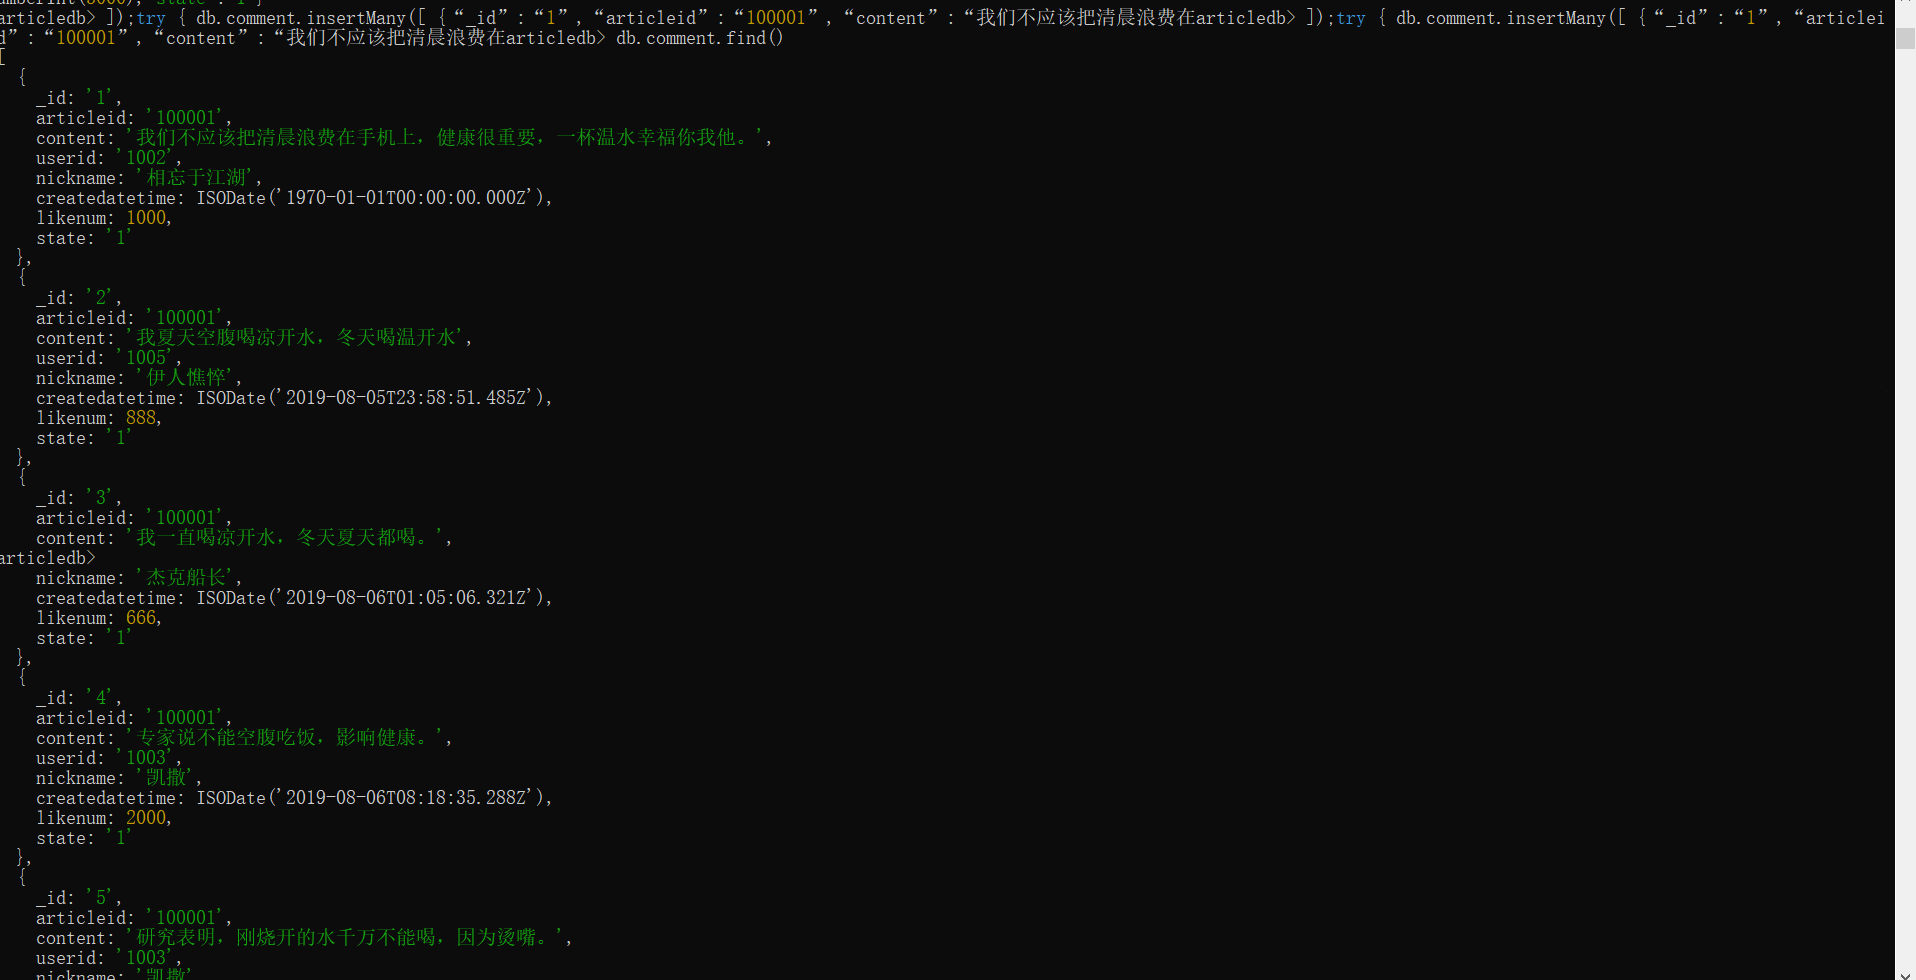 articledb> ]);try { db.comment.insertMany([ {“_id”:“1”,“articleid”:“100001”,“content”:“我们不应该把清晨浪费在articledb> ]);try { db.comment.insertMany([ {“_id”:“1”,“articlei
d”:“100001”,“content”:“我们不应该把清晨浪费在articledb> db.comment.find()
[
  {
    _id: '1',
    articleid: '100001',
    content: '我们不应该把清晨浪费在手机上，健康很重要，一杯温水幸福你我他。',
    userid: '1002',
    nickname: '相忘于江湖',
    createdatetime: ISODate('1970-01-01T00:00:00.000Z'),
    likenum: 1000,
    state: '1'
  },
  {
    _id: '2',
    articleid: '100001',
    content: '我夏天空腹喝凉开水，冬天喝温开水',
    userid: '1005',
    nickname: '伊人憔悴',
    createdatetime: ISODate('2019-08-05T23:58:51.485Z'),
    likenum: 888,
    state: '1'
  },
  {
    _id: '3',
    articleid: '100001',
    content: '我一直喝凉开水，冬天夏天都喝。',
articledb>
    nickname: '杰克船长',
    createdatetime: ISODate('2019-08-06T01:05:06.321Z'),
    likenum: 666,
    state: '1'
  },
  {
    _id: '4',
    articleid: '100001',
    content: '专家说不能空腹吃饭，影响健康。',
    userid: '1003',
    nickname: '凯撒',
    createdatetime: ISODate('2019-08-06T08:18:35.288Z'),
    likenum: 2000,
    state: '1'
  },
  {
    _id: '5',
    articleid: '100001',
    content: '研究表明，刚烧开的水千万不能喝，因为烫嘴。',
    userid: '1003',
    nickname: '凯撒'